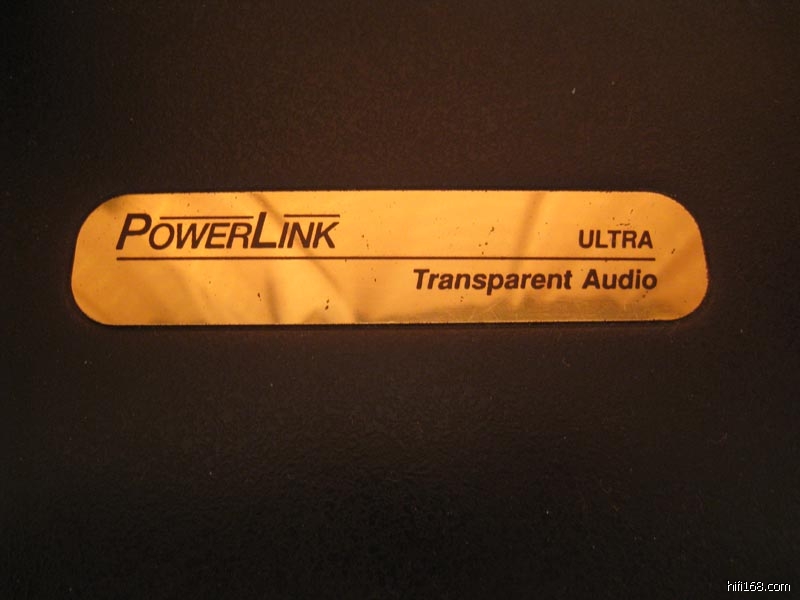 POWERLINK
ULTRA
Transparent Audio
hifi168.com